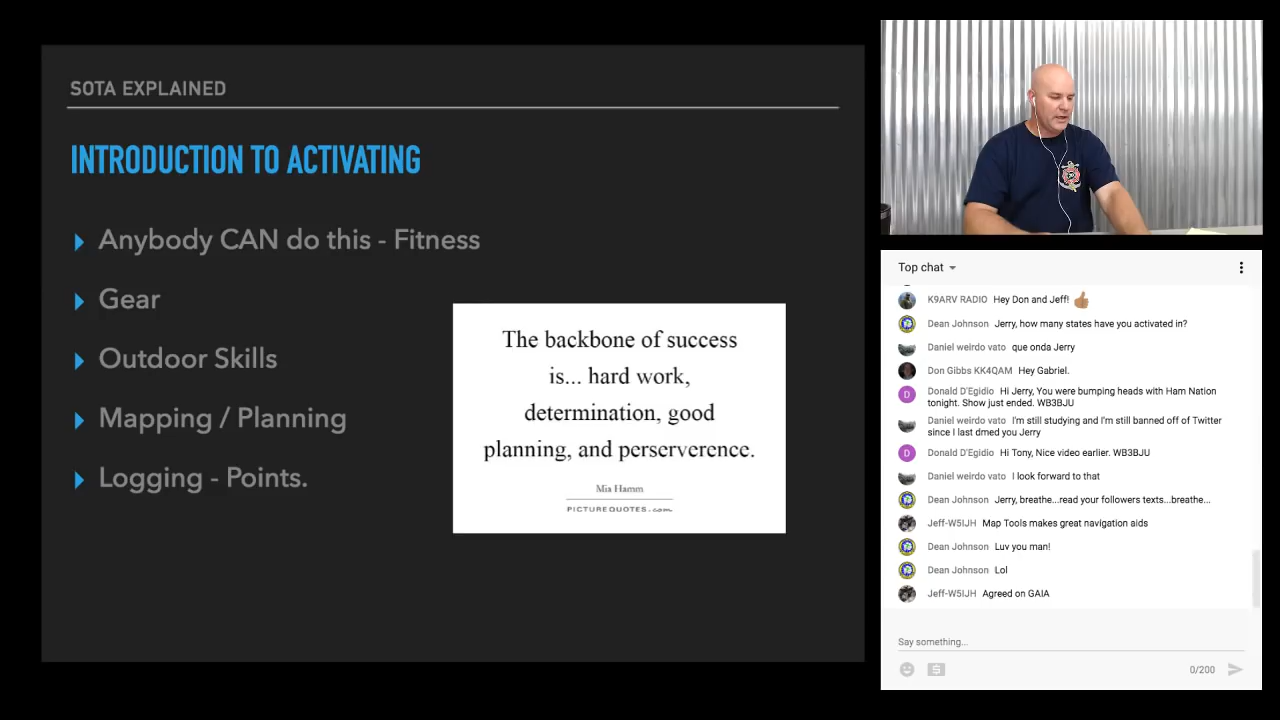 SOTA EXPLAINED
INTRODUCTION TO ACTIVATING
Anybody CAN do this - Fitness
Gear
Outdoor Skills
Mapping / Planning
Logging - Points.
The backbone of success
is... hard work,
determination, good
planning, and perserverence.
Mia Hamm
PICTUREQUOTES.com
Top chat
K9ARV RADIO Hey Don and Jeff!
Dean Johnson Jerry, how many states have you activated in?
Daniel weirdo vato que onda Jerry
Don Gibbs KK4QAM Hey Gabriel.
D
Donald D'Egidio Hi Jerry, You were bumping heads with Ham Nation
tonight. Show just ended. WB3BJU
Daniel weirdo vato I'm still studying and I'm still banned off of Twitter
since I last dmed you Jerry
D
Donald D'Egidio Hi Tony, Nice video earlier. WB3BJU
Daniel weirdo vato I look forward to that
Dean Johnson Jerry, breathe...read your followers texts...breathe...
Jeff-W5IJH Map Tools makes great navigation aids
Dean Johnson Luv you man!
Dean Johnson Lol
Jeff-W5IJH Agreed on GAIA
Say something...
0/200